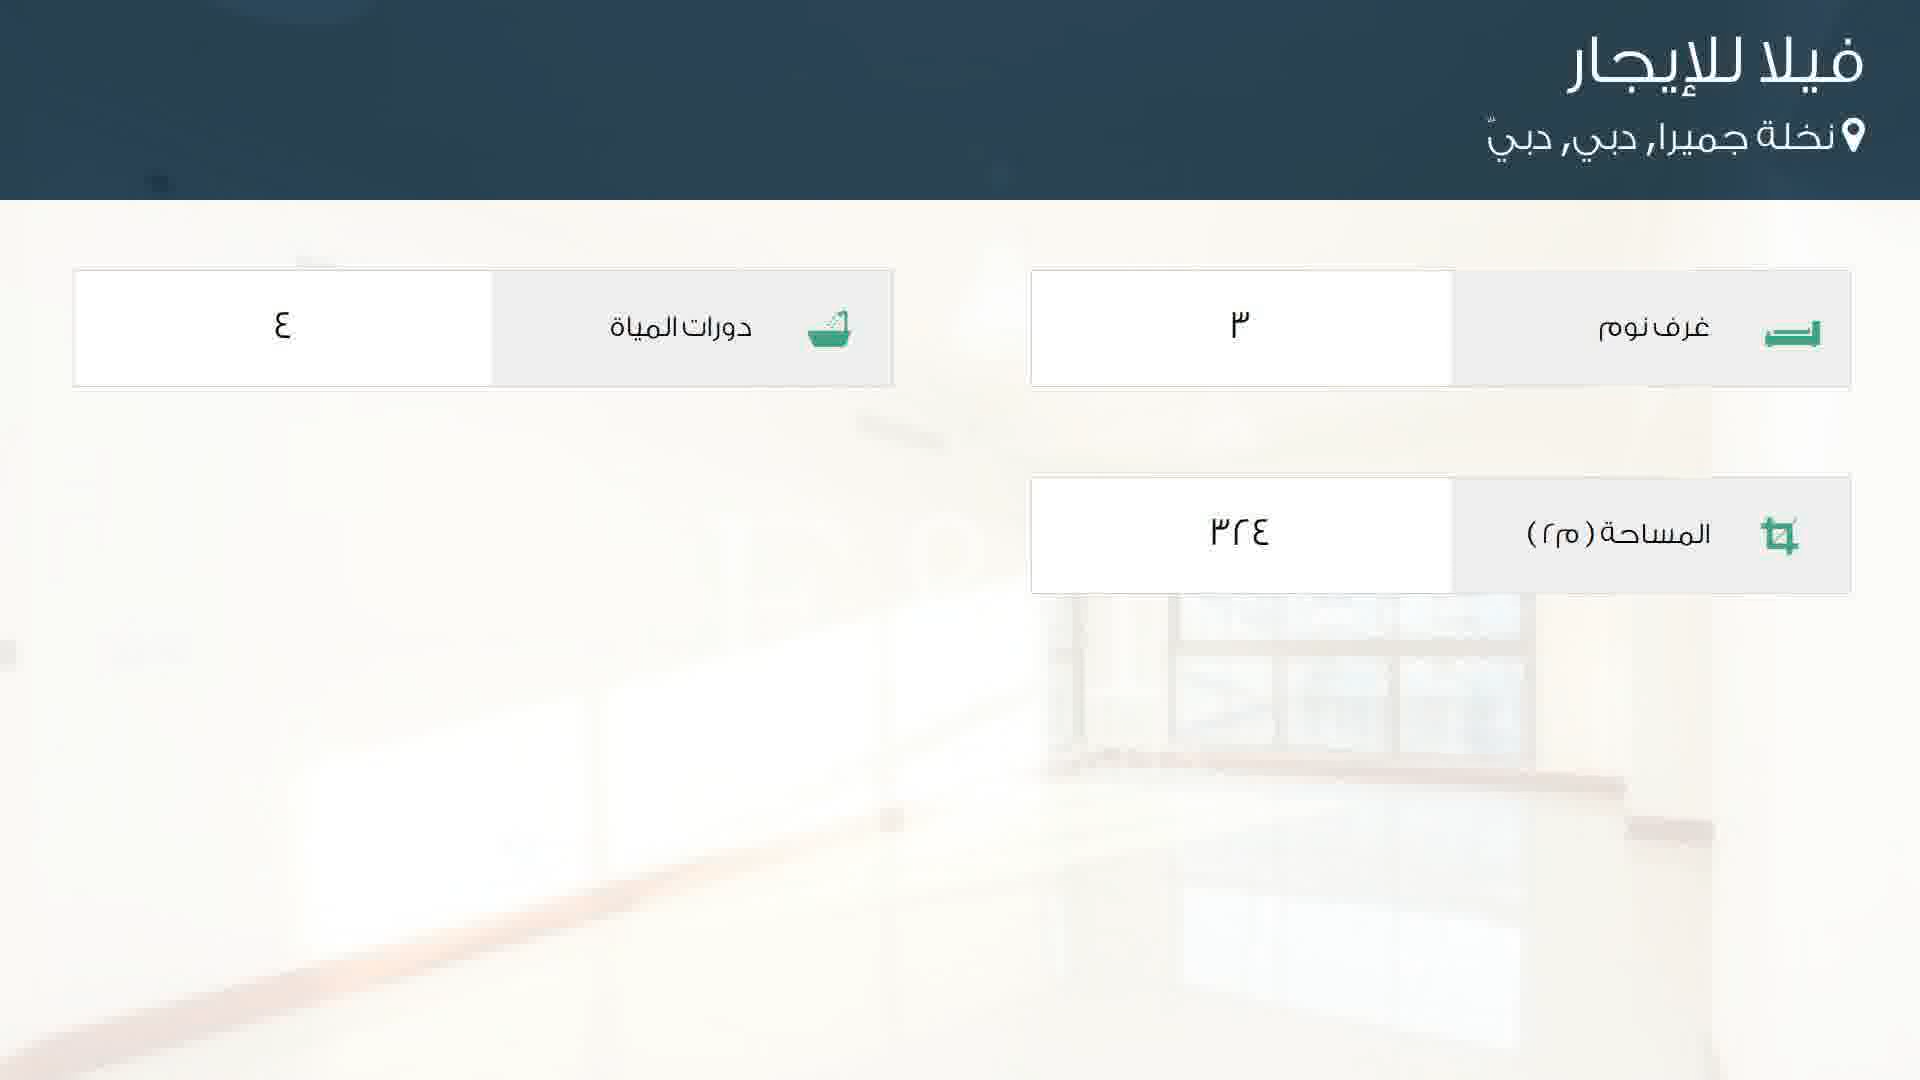 فيلا للإيجار
نخلة جميرا, دبي, دبيّ
غرف نوم ٣
دورات المياة ٤
المساحة (م٢) ٣٢٤